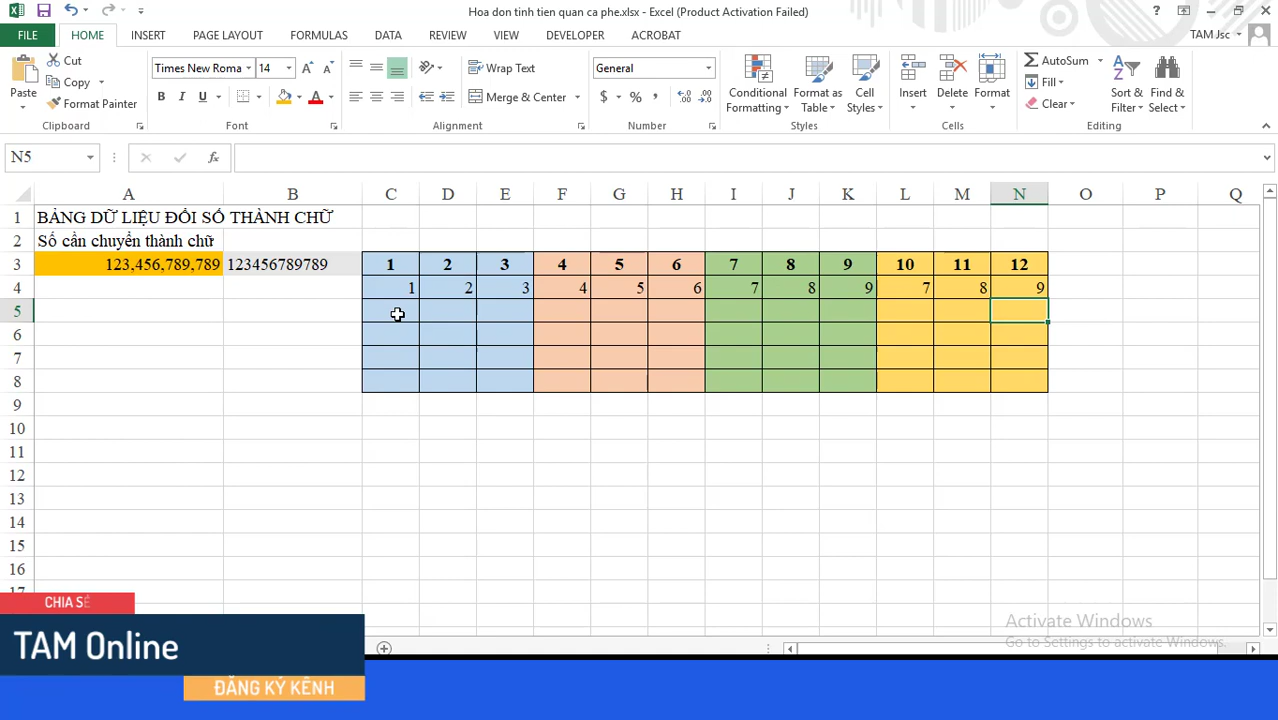 Hoa don tinh tien quan ca phe.xlsx - Excel (Product Activation Failed)
FILE HOME INSERT PAGE LAYOUT FORMULAS DATA REVIEW VIEW DEVELOPER ACROBAT TAM Jsc
Cut
Copy
Format Painter
Paste
Clipboard
Times New Roma 14
B I U
Font
Wrap Text
Merge & Center
Alignment
General
$ % ,
Number
Conditional Formatting
Format as Table
Cell Styles
Styles
Insert Delete Format
Cells
AutoSum
Fill
Clear
Sort & Filter
Find & Select
Editing
N5
A B C D E F G H I J K L M N O P Q
1 BẢNG DỮ LIỆU ĐỔI SỐ THÀNH CHỮ
2 Số cần chuyển thành chữ
3 123,456,789,789 123456789789 1 2 3 4 5 6 7 8 9 10 11 12
4 1 2 3 4 5 6 7 8 9 7 8 9
5
6
7
8
9
10
11
12
13
14
15
16
17
CHIA SẺ
TAM Online
ĐĂNG KÝ KÊNH
Activate Windows
Go to Settings to activate Windows.